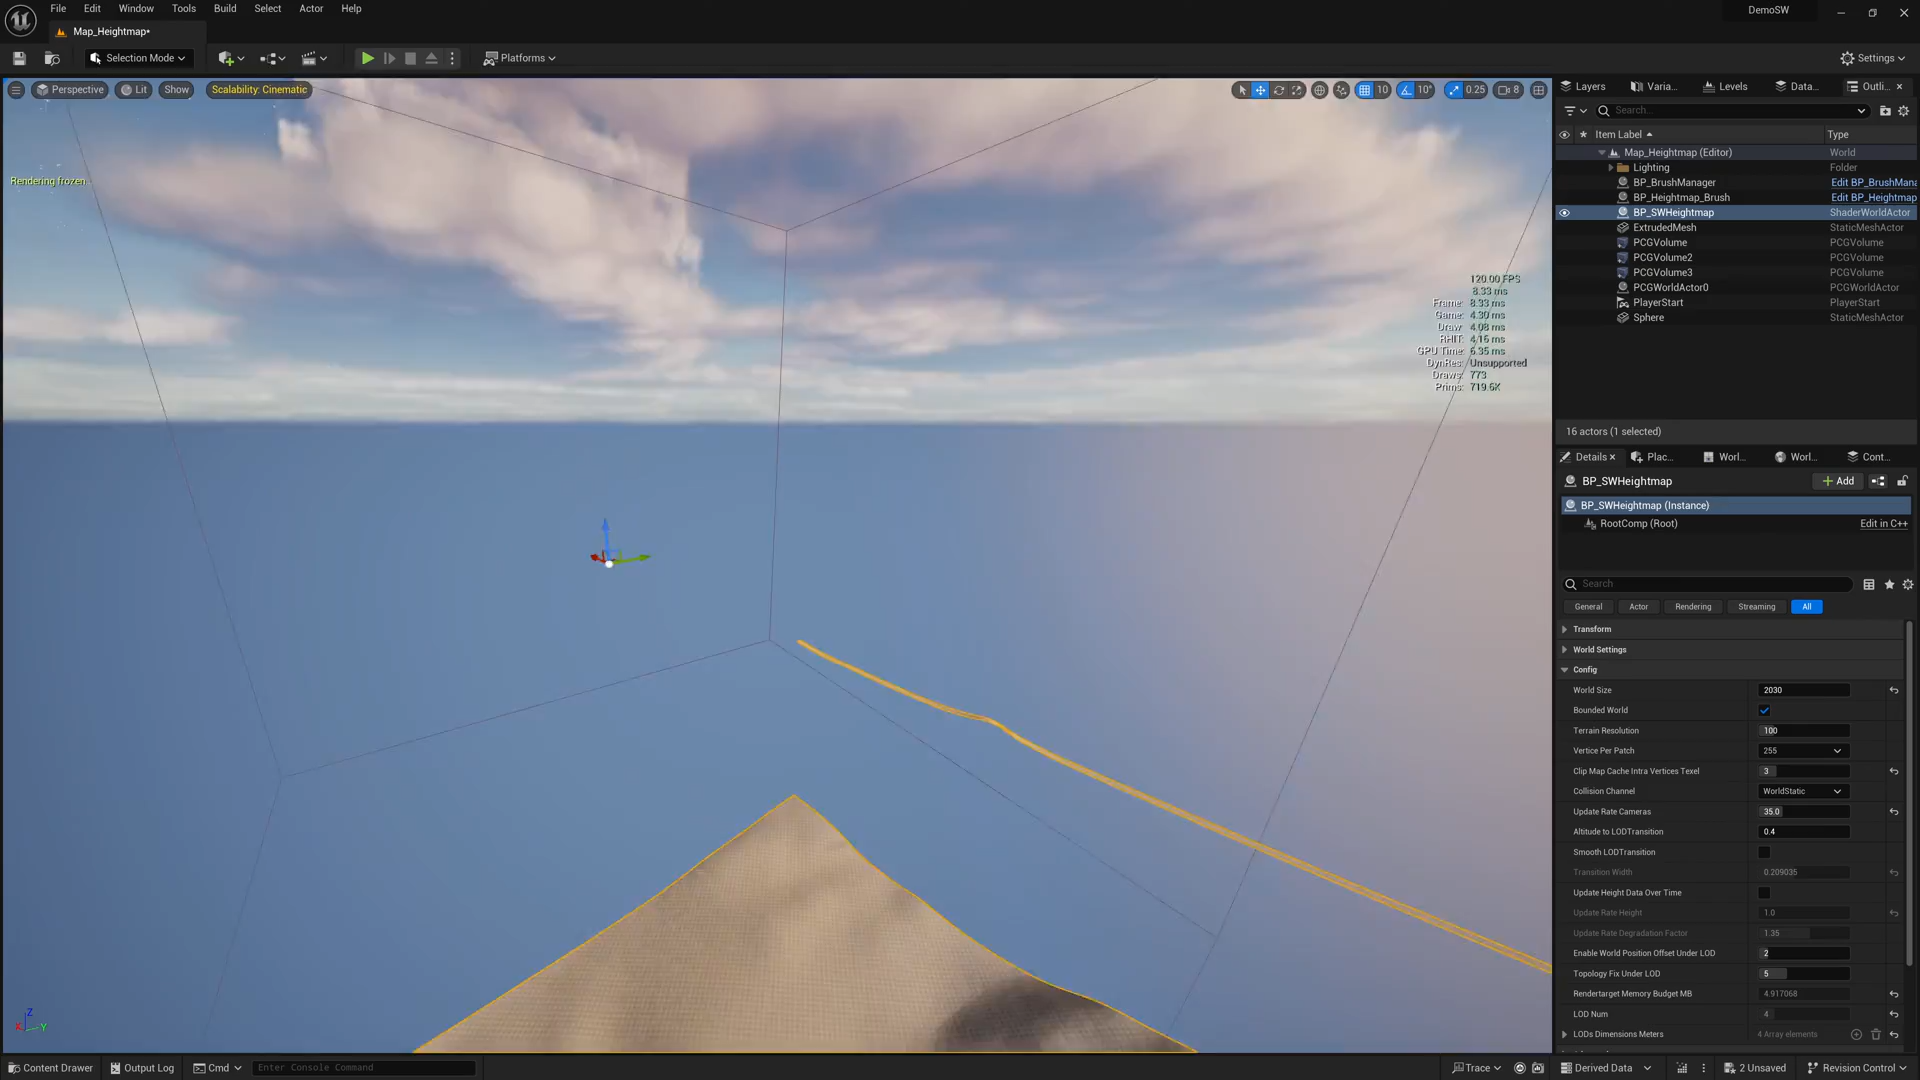 File Edit Window Tools Build Select Actor Help
DemoSW
Map_Heightmap•
Selection Mode
Platforms
Settings
Perspective
Lit
Show
Scalability: Cinematic
10
10°
0.25
8
Rendering frozen...
120.00 FPS
8.33 ms
Frame: 8.33 ms
Game: 4.30 ms
Draw: 4.08 ms
RHIT: 4.16 ms
GPU Time: 6.35 ms
DynRes: Unsupported
Draws: 773
Prims: 719.6K
Layers Varia... Levels Data... Outli...
Search...
Item Label Type
Map_Heightmap (Editor) World
Lighting Folder
BP_BrushManager Edit BP_BrushMana
BP_Heightmap_Brush Edit BP_Heightmap
BP_SWHeightmap ShaderWorldActor
ExtrudedMesh StaticMeshActor
PCGVolume PCGVolume
PCGVolume2 PCGVolume
PCGVolume3 PCGVolume
PCGWorldActor0 PCGWorldActor
PlayerStart PlayerStart
Sphere StaticMeshActor
16 actors (1 selected)
Details Plac... Worl... Worl... Cont...
BP_SWHeightmap
Add
BP_SWHeightmap (Instance)
RootComp (Root) Edit in C++
Search
General Actor Rendering Streaming All
Transform
World Settings
Config
World Size 2030
Bounded World
Terrain Resolution 100
Vertice Per Patch 255
Clip Map Cache Intra Vertices Texel 3
Collision Channel WorldStatic
Update Rate Cameras 35.0
Altitude to LODTransition 0.4
Smooth LODTransition
Transition Width 0.209035
Update Height Data Over Time
Update Rate Height 1.0
Update Rate Degradation Factor 1.35
Enable World Position Offset Under LOD 2
Topology Fix Under LOD 5
Rendertarget Memory Budget MB 4.917068
LOD Num 4
LODs Dimensions Meters 4 Array elements
Z
X Y
Content Drawer Output Log Cmd Enter Console Command
Trace Derived Data 2 Unsaved Revision Control